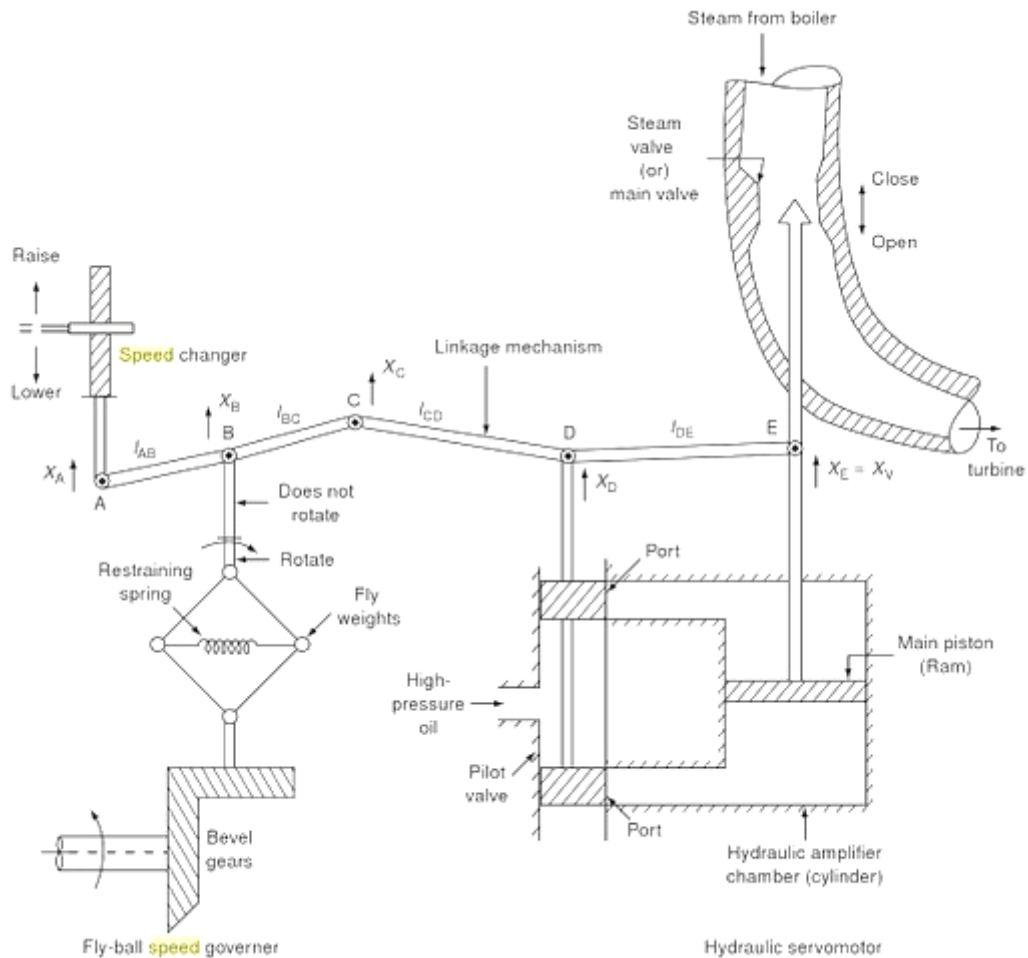 Steam from boiler
Steam
valve
(or)
main valve
Close
Open
Raise
Speed changer
Lower
Linkage mechanism
X_C
X_B
C
l_BC
l_CD
B
D
l_DE
E
l_AB
X_A
A
X_D
X_E = X_V
To
turbine
Does not
rotate
Rotate
Restraining
spring
Fly
weights
Port
Main piston
(Ram)
High-
pressure
oil
Pilot
valve
Port
Bevel
gears
Hydraulic amplifier
chamber (cylinder)
Fly-ball speed governer
Hydraulic servomotor